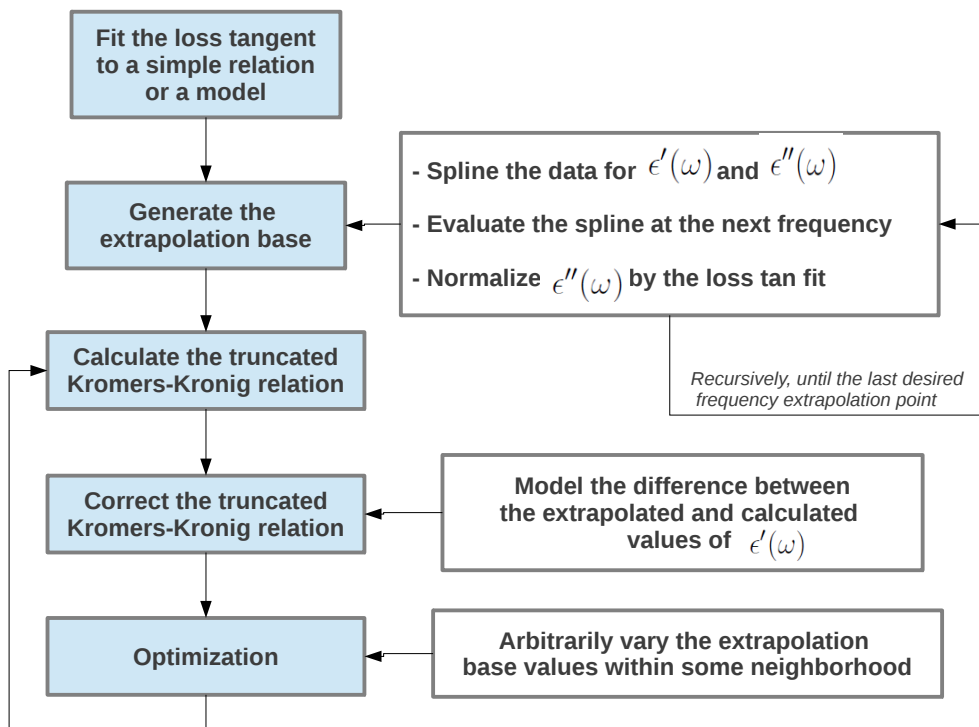 Fit the loss tangent
to a simple relation
or a model
Generate the
extrapolation base
- Spline the data for ϵ′(ω) and ϵ′′(ω)
- Evaluate the spline at the next frequency
- Normalize ϵ′′(ω) by the loss tan fit
Recursively, until the last desired
frequency extrapolation point
Calculate the truncated
Kromers-Kronig relation
Correct the truncated
Kromers-Kronig relation
Model the difference between
the extrapolated and calculated
values of ϵ′(ω)
Optimization
Arbitrarily vary the extrapolation
base values within some neighborhood